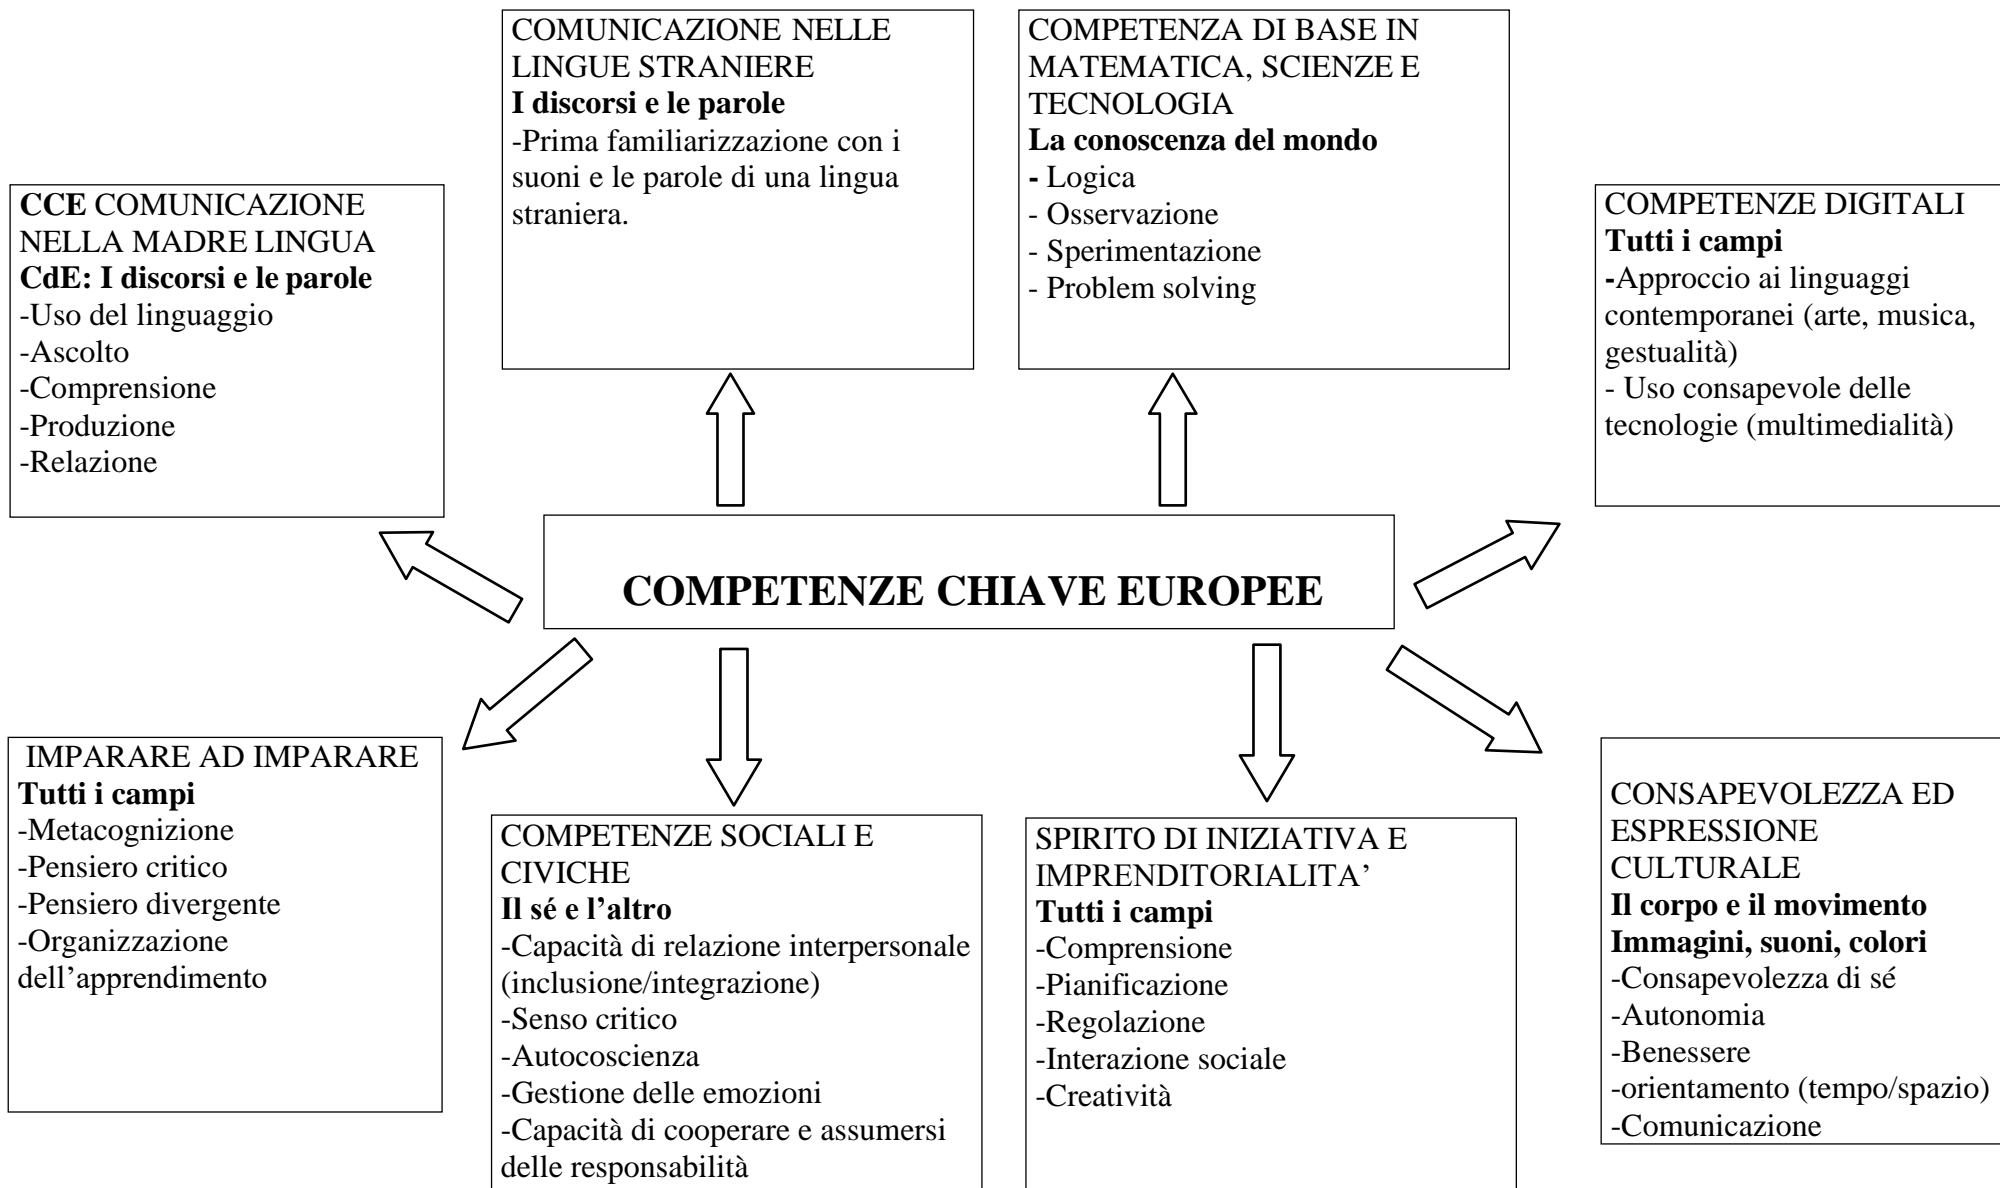 COMUNICAZIONE NELLE
LINGUE STRANIERE
I discorsi e le parole
-Prima familiarizzazione con i
suoni e le parole di una lingua
straniera.
COMPETENZA DI BASE IN
MATEMATICA, SCIENZE E
TECNOLOGIA
La conoscenza del mondo
- Logica
- Osservazione
- Sperimentazione
- Problem solving
CCE COMUNICAZIONE
NELLA MADRE LINGUA
CdE: I discorsi e le parole
-Uso del linguaggio
-Ascolto
-Comprensione
-Produzione
-Relazione
COMPETENZE DIGITALI
Tutti i campi
-Approccio ai linguaggi
contemporanei (arte, musica,
gestualità)
- Uso consapevole delle
tecnologie (multimedialità)
COMPETENZE CHIAVE EUROPEE
IMPARARE AD IMPARARE
Tutti i campi
-Metacognizione
-Pensiero critico
-Pensiero divergente
-Organizzazione
dell’apprendimento
COMPETENZE SOCIALI E
CIVICHE
Il sé e l’altro
-Capacità di relazione interpersonale
(inclusione/integrazione)
-Senso critico
-Autocoscienza
-Gestione delle emozioni
-Capacità di cooperare e assumersi
delle responsabilità
SPIRITO DI INIZIATIVA E
IMPRENDITORIALITA’
Tutti i campi
-Comprensione
-Pianificazione
-Regolazione
-Interazione sociale
-Creatività
CONSAPEVOLEZZA ED
ESPRESSIONE
CULTURALE
Il corpo e il movimento
Immagini, suoni, colori
-Consapevolezza di sé
-Autonomia
-Benessere
-orientamento (tempo/spazio)
-Comunicazione